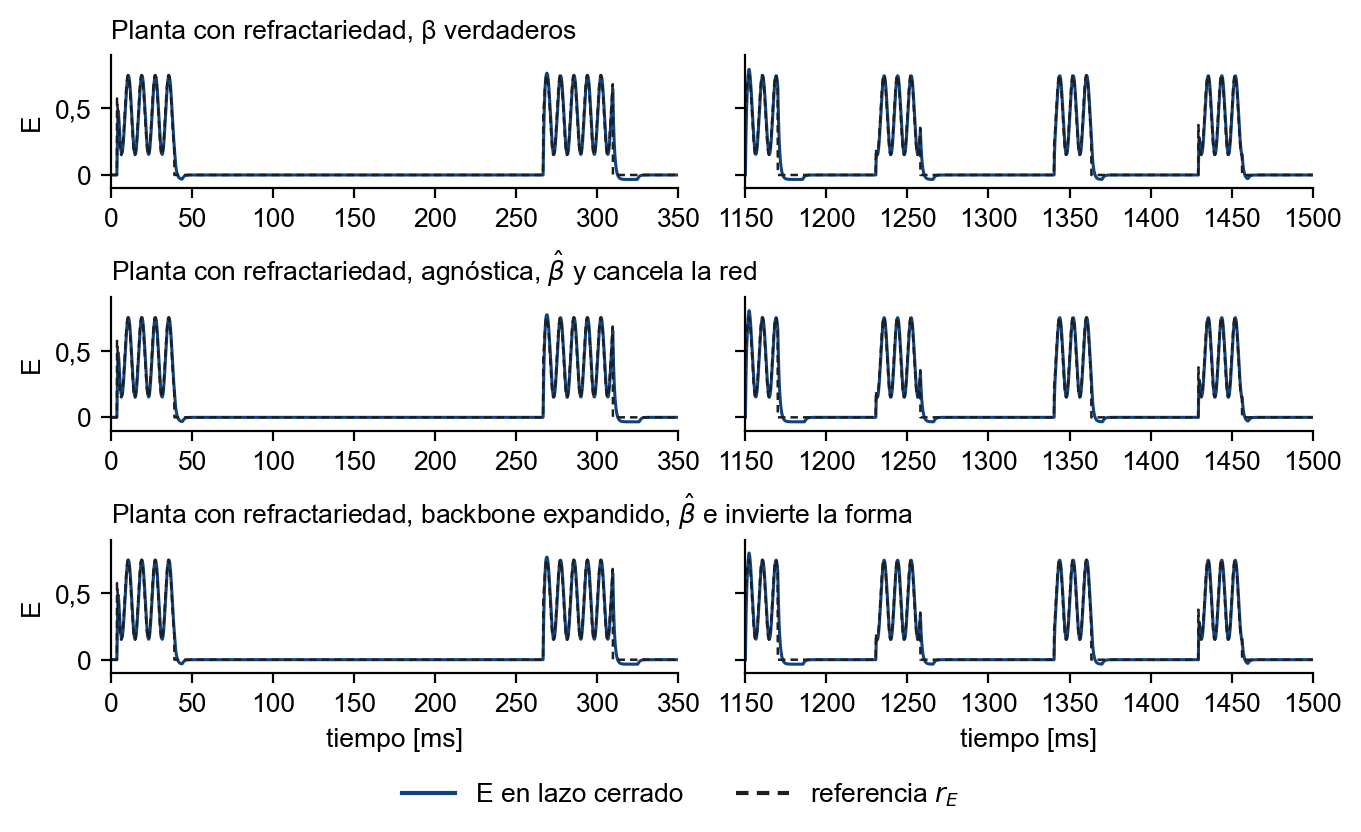 Planta con refractariedad, β verdaderos
E
0,5
0
0 50 100 150 200 250 300 350
1150 1200 1250 1300 1350 1400 1450 1500
Planta con refractariedad, agnóstica, β̂ y cancela la red
E
0,5
0
0 50 100 150 200 250 300 350
1150 1200 1250 1300 1350 1400 1450 1500
Planta con refractariedad, backbone expandido, β̂ e invierte la forma
E
0,5
0
0 50 100 150 200 250 300 350
1150 1200 1250 1300 1350 1400 1450 1500
tiempo [ms]
tiempo [ms]
E en lazo cerrado
referencia r_E